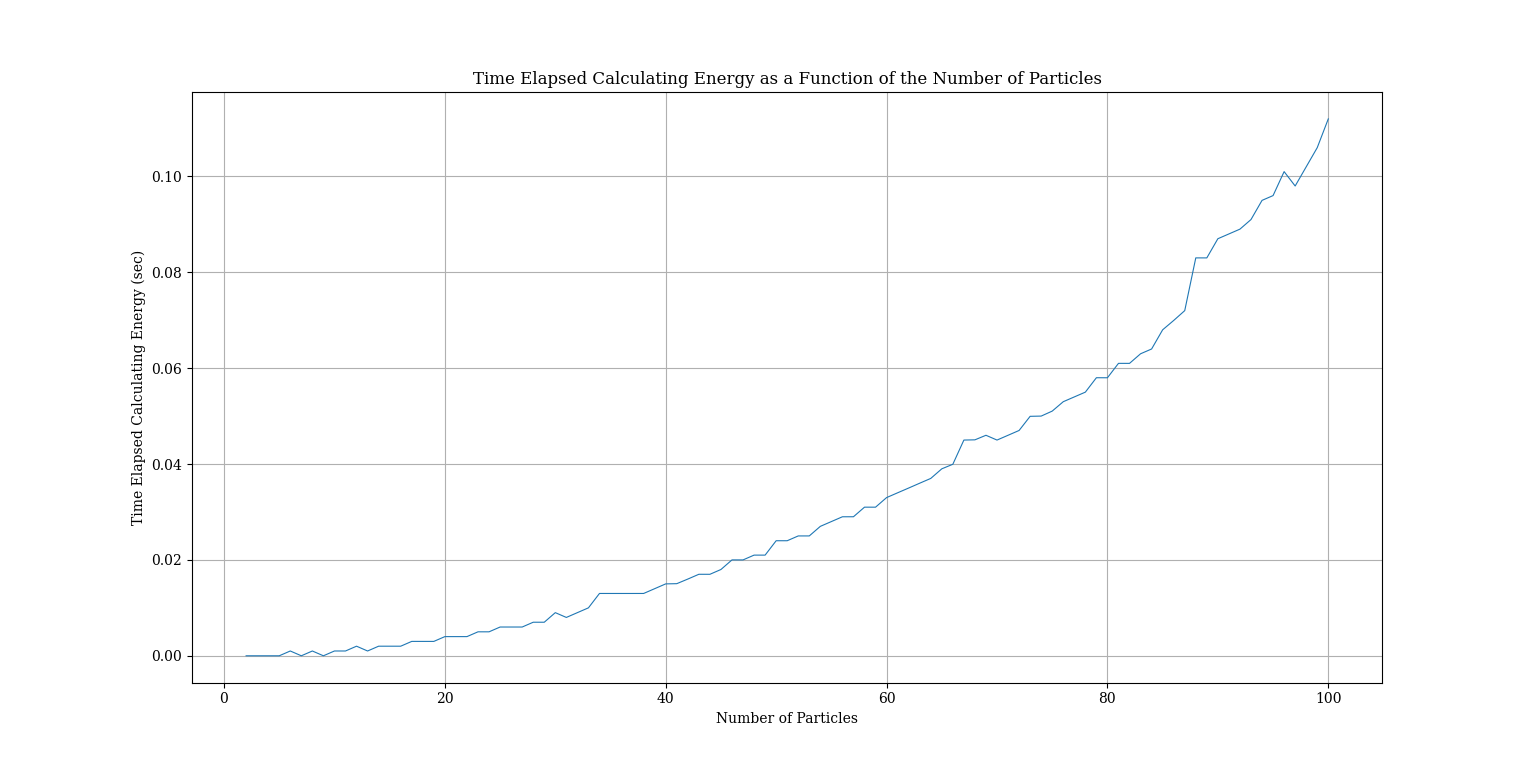 Time Elapsed Calculating Energy as a Function of the Number of Particles
Time Elapsed Calculating Energy (sec)
0.10
0.08
0.06
0.04
0.02
0.00
0 20 40 60 80 100
Number of Particles